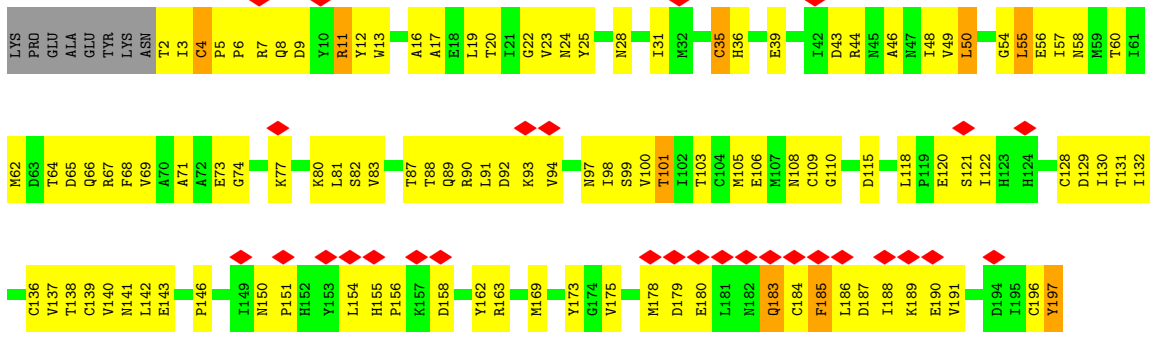 LYS PRO GLU ALA GLU TYR LYS ASN T2 I3 C4 P5 P6 R7 Q8 D9 Y10 R11 Y12 W13 A16 A17 E18 L19 T20 I21 G22 V23 N24 Y25 N28 I31 M32 C35 H36 E39 I42 D43 R44 N45 A46 N47 I48 V49 L50 G54 L55 E56 I57 N58 M59 T60 I61
M62 D63 T64 D65 Q66 R67 F68 V69 A70 A71 A72 E73 G74 K77 K80 L81 S82 V83 T87 T88 Q89 R90 L91 D92 K93 V94 N97 I98 S99 V100 T101 I102 T103 C104 M105 E106 M107 N108 C109 G110 D115 L118 P119 E120 S121 I122 H123 H124 C128 D129 I130 T131 I132
C136 V137 T138 C139 V140 N141 L142 E143 P146 I149 N150 P151 H152 Y153 L154 H155 P156 K157 D158 Y162 R163 M169 Y173 G174 V175 M178 D179 E180 L181 N182 Q183 C184 F185 L186 D187 I188 K189 E190 V191 D194 I195 C196 Y197